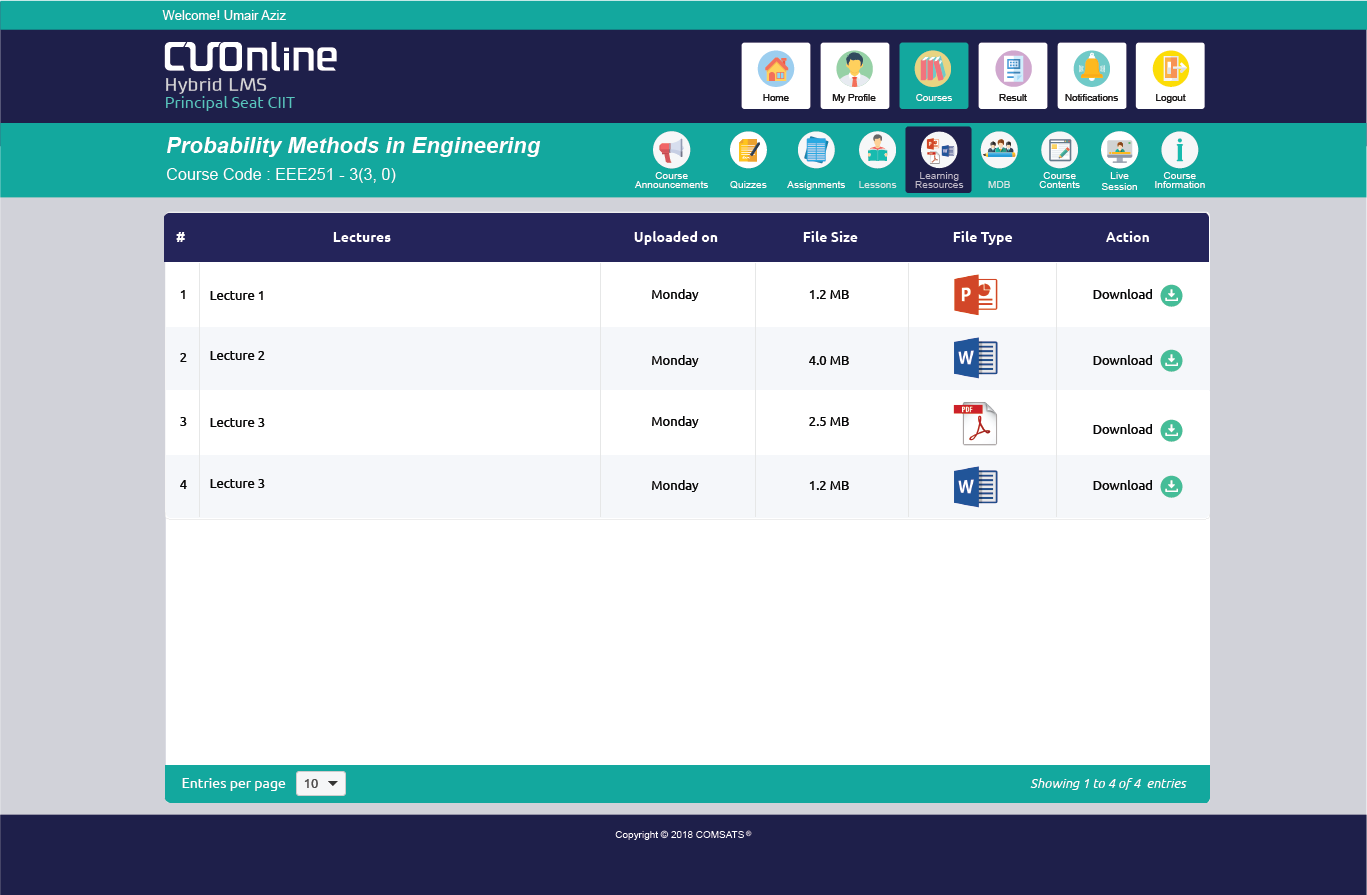 Welcome! Umair Aziz
CUOnline
Hybrid LMS
Principal Seat CIIT
Home
My Profile
Courses
Result
Notifications
Logout
Probability Methods in Engineering
Course Code : EEE251 - 3(3, 0)
Course
Announcements
Quizzes
Assignments
Lessons
Learning
Resources
MDB
Course
Contents
Live
Session
Course
Information
# Lectures Uploaded on File Size File Type Action
1 Lecture 1 Monday 1.2 MB P Download
2 Lecture 2 Monday 4.0 MB W Download
3 Lecture 3 Monday 2.5 MB PDF Download
4 Lecture 3 Monday 1.2 MB W Download
Entries per page 10 Showing 1 to 4 of 4 entries
Copyright © 2018 COMSATS®